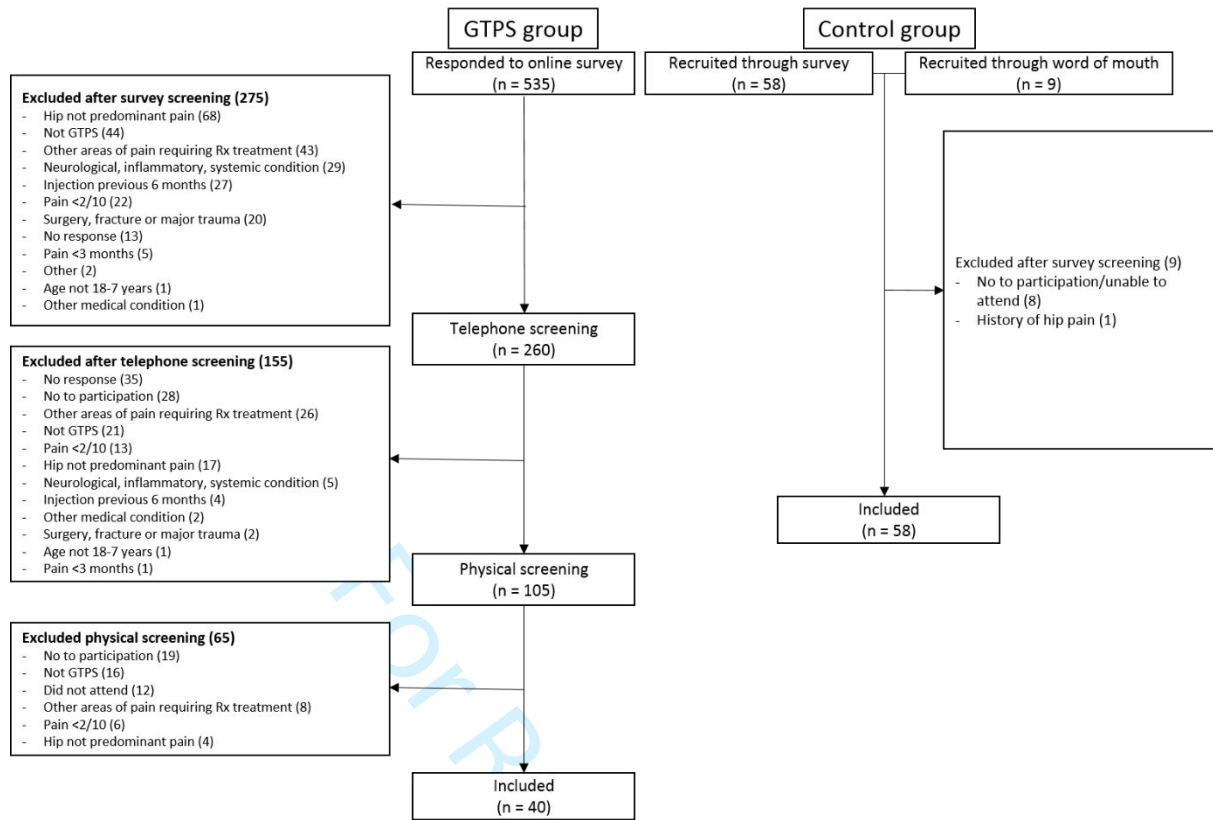 GTPS group
Control group
Responded to online survey
(n = 535)
Recruited through survey
(n = 58)
Recruited through word of mouth
(n = 9)
Excluded after survey screening (275)
- Hip not predominant pain (68)
- Not GTPS (44)
- Other areas of pain requiring Rx treatment (43)
- Neurological, inflammatory, systemic condition (29)
- Injection previous 6 months (27)
- Pain <2/10 (22)
- Surgery, fracture or major trauma (20)
- No response (13)
- Pain <3 months (5)
- Other (2)
- Age not 18-7 years (1)
- Other medical condition (1)
Excluded after survey screening (9)
- No to participation/unable to
attend (8)
- History of hip pain (1)
Telephone screening
(n = 260)
Excluded after telephone screening (155)
- No response (35)
- No to participation (28)
- Other areas of pain requiring Rx treatment (26)
- Not GTPS (21)
- Pain <2/10 (13)
- Hip not predominant pain (17)
- Neurological, inflammatory, systemic condition (5)
- Injection previous 6 months (4)
- Other medical condition (2)
- Surgery, fracture or major trauma (2)
- Age not 18-7 years (1)
- Pain <3 months (1)
Included
(n = 58)
Physical screening
(n = 105)
Excluded physical screening (65)
- No to participation (19)
- Not GTPS (16)
- Did not attend (12)
- Other areas of pain requiring Rx treatment (8)
- Pain <2/10 (6)
- Hip not predominant pain (4)
Included
(n = 40)
For R